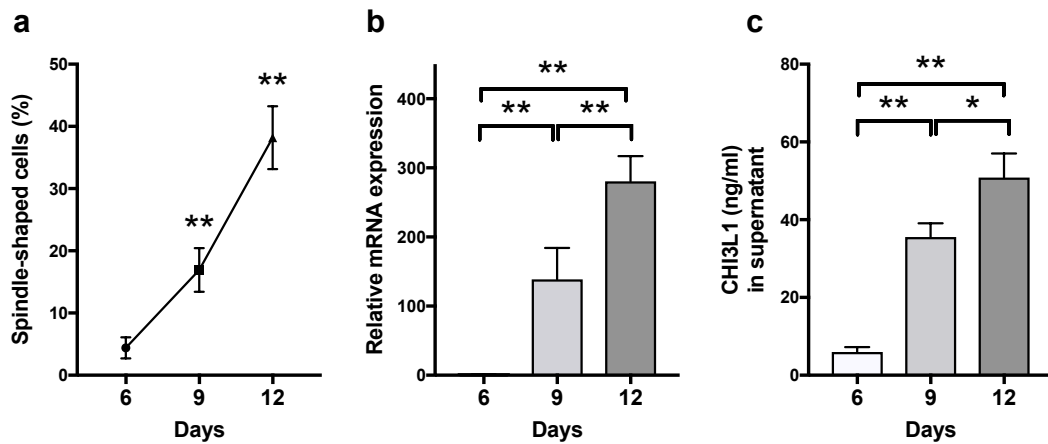 a
Spindle-shaped cells (%)
50
40
30
20
10
0
**
**
6 9 12
Days
b
Relative mRNA expression
400
300
200
100
0
**
** **
6 9 12
Days
c
CHI3L1 (ng/ml)
in supernatant
80
60
40
20
0
**
** *
6 9 12
Days